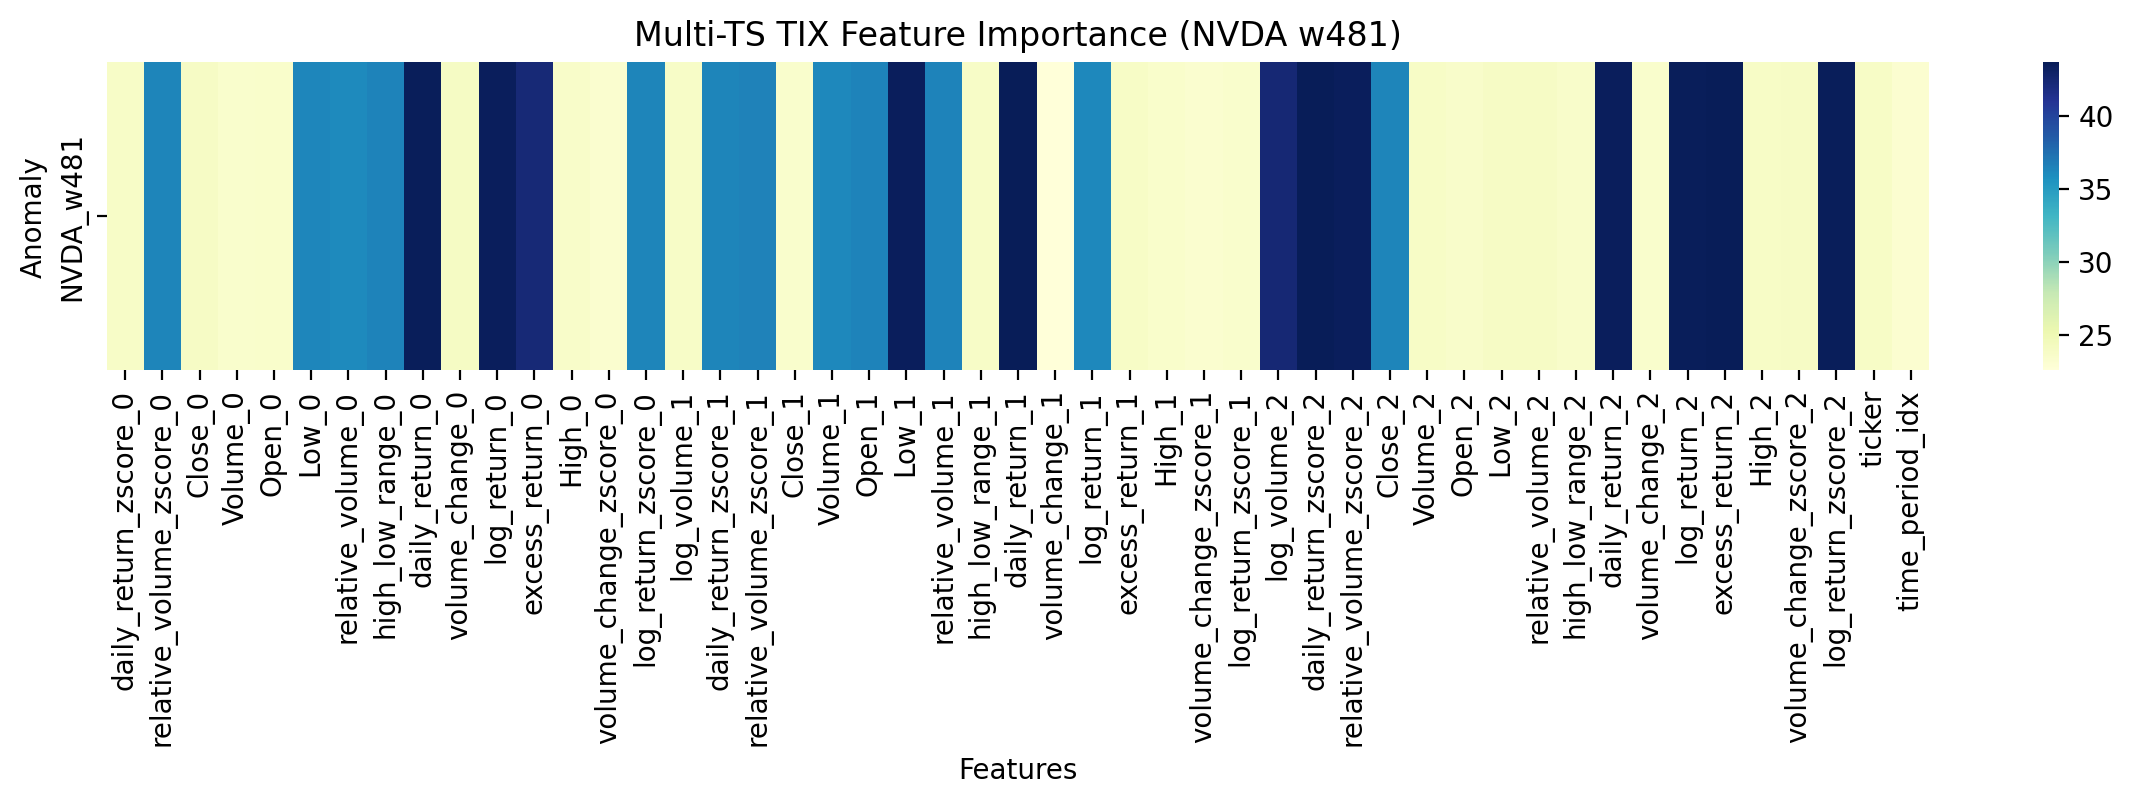 Multi-TS TIX Feature Importance (NVDA w481)
Anomaly
NVDA_w481
40
35
30
25
daily_return_zscore_0
relative_volume_zscore_0
Close_0
Volume_0
Open_0
Low_0
relative_volume_0
high_low_range_0
daily_return_0
volume_change_0
log_return_0
excess_return_0
High_0
volume_change_zscore_0
log_return_zscore_0
log_volume_1
daily_return_zscore_1
relative_volume_zscore_1
Close_1
Volume_1
Open_1
Low_1
relative_volume_1
high_low_range_1
daily_return_1
volume_change_1
log_return_1
excess_return_1
High_1
volume_change_zscore_1
log_return_zscore_1
log_volume_2
daily_return_zscore_2
relative_volume_zscore_2
Close_2
Volume_2
Open_2
Low_2
relative_volume_2
high_low_range_2
daily_return_2
volume_change_2
log_return_2
excess_return_2
High_2
volume_change_zscore_2
log_return_zscore_2
ticker
time_period_idx
Features